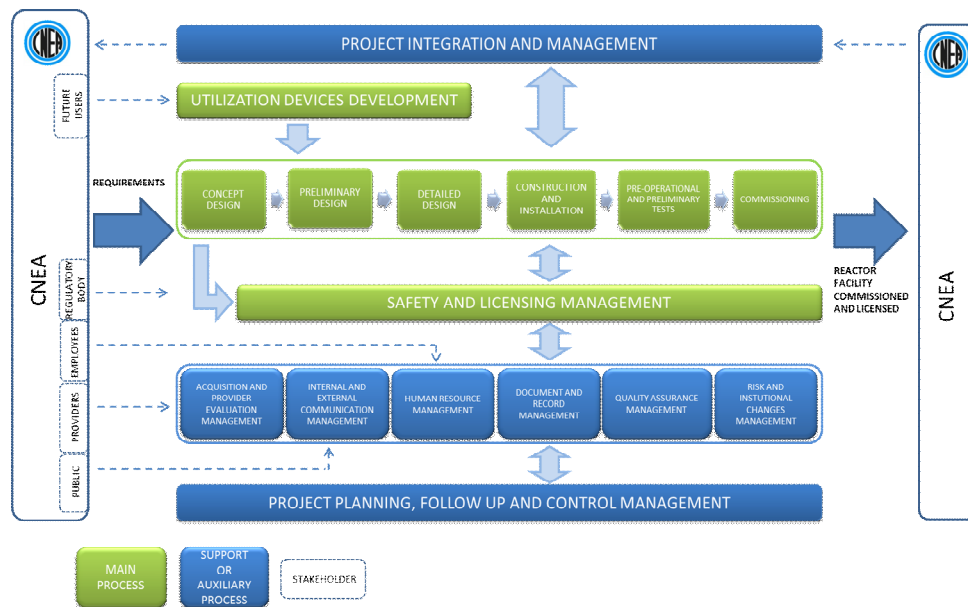 CNEA
CNEA
PROJECT INTEGRATION AND MANAGEMENT
FUTURE
USERS
UTILIZATION DEVICES DEVELOPMENT
REQUIREMENTS
CONCEPT
DESIGN
PRELIMINARY
DESIGN
DETAILED
DESIGN
CONSTRUCTION
AND
INSTALLATION
PRE-OPERATIONAL
AND PRELIMINARY
TESTS
COMMISSIONING
CNEA
REGULATORY
BODY
SAFETY AND LICENSING MANAGEMENT
REACTOR
FACILITY
COMMISSIONED
AND LICENSED
CNEA
EMPLOYEES
PROVIDERS
ACQUISITION AND
PROVIDER
EVALUATION
MANAGEMENT
INTERNAL AND
EXTERNAL
COMMUNICATION
MANAGEMENT
HUMAN RESOURCE
MANAGEMENT
DOCUMENT AND
RECORD
MANAGEMENT
QUALITY ASSURANCE
MANAGEMENT
RISK AND
INSTUTIONAL
CHANGES
MANAGEMENT
PUBLIC
PROJECT PLANNING, FOLLOW UP AND CONTROL MANAGEMENT
MAIN
PROCESS
SUPPORT
OR
AUXILIARY
PROCESS
STAKEHOLDER